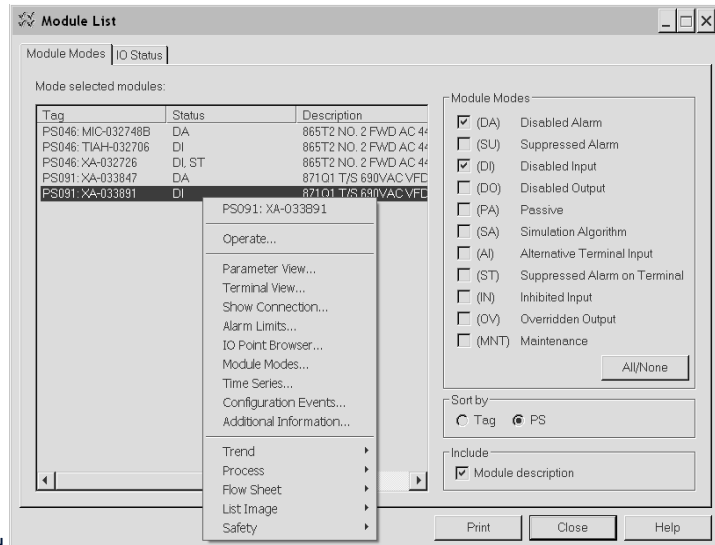 Module List
Module Modes
IO Status
Mode selected modules:
Tag Status Description
PS046: MIC-032748B DA 865T2 NO. 2 FWD AC 44
PS046: TIAH-032706 DI 865T2 NO. 2 FWD AC 44
PS046: XA-032726 DI, ST 865T2 NO. 2 FWD AC 44
PS091: XA-033847 DA 871Q1 T/S 690VAC VFD
PS091: XA-033891 DI 871Q1 T/S 690VAC VFD
PS091: XA-033891
Operate...
Parameter View...
Terminal View...
Show Connection...
Alarm Limits...
IO Point Browser...
Module Modes...
Time Series...
Configuration Events...
Additional Information...
Trend
Process
Flow Sheet
List Image
Safety
Module Modes
(DA) Disabled Alarm
(SU) Suppressed Alarm
(DI) Disabled Input
(DO) Disabled Output
(PA) Passive
(SA) Simulation Algorithm
(AI) Alternative Terminal Input
(ST) Suppressed Alarm on Terminal
(IN) Inhibited Input
(OV) Overridden Output
(MNT) Maintenance
All/None
Sort by
Tag PS
Include
Module description
Print Close Help